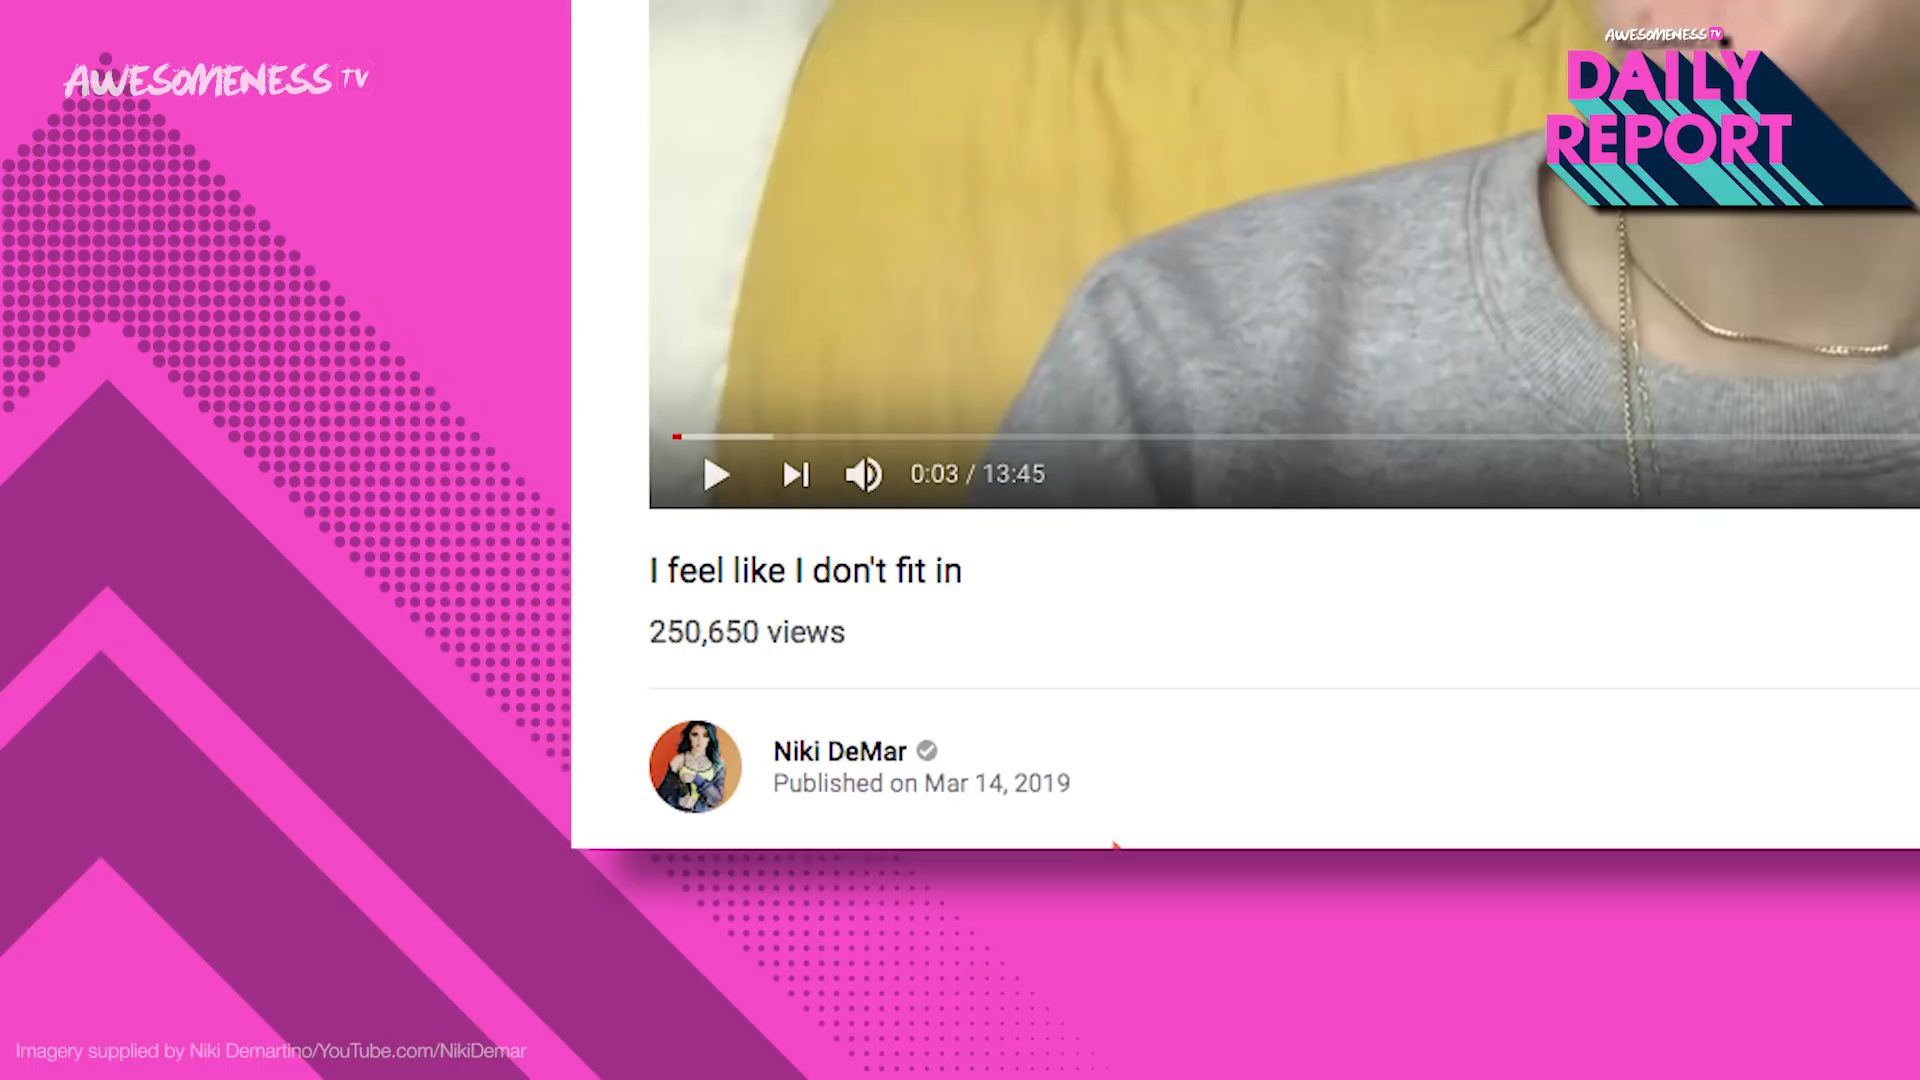 AWESOMENESS TV
AWESOMENESS TV
DAILY
REPORT
0:03 / 13:45
I feel like I don't fit in
250,650 views
Niki DeMar
Published on Mar 14, 2019
Imagery supplied by Niki Demartino/YouTube.com/NikiDemar